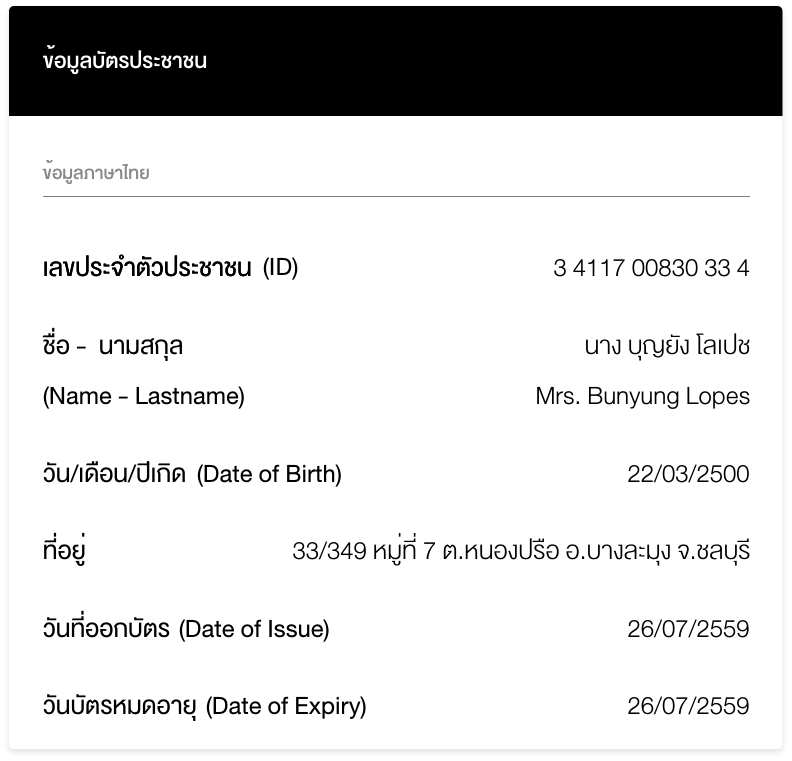 ข้อมูลบัตรประชาชน
ข้อมูลภาษาไทย
เลขประจำตัวประชาชน (ID) 3 4117 00830 33 4
ชื่อ - นามสกุล นาง บุญยัง โลเปซ
(Name - Lastname) Mrs. Bunyung Lopes
วัน/เดือน/ปีเกิด (Date of Birth) 22/03/2500
ที่อยู่ 33/349 หมู่ที่ 7 ต.หนองปรือ อ.บางละมุง จ.ชลบุรี
วันที่ออกบัตร (Date of Issue) 26/07/2559
วันบัตรหมดอายุ (Date of Expiry) 26/07/2559